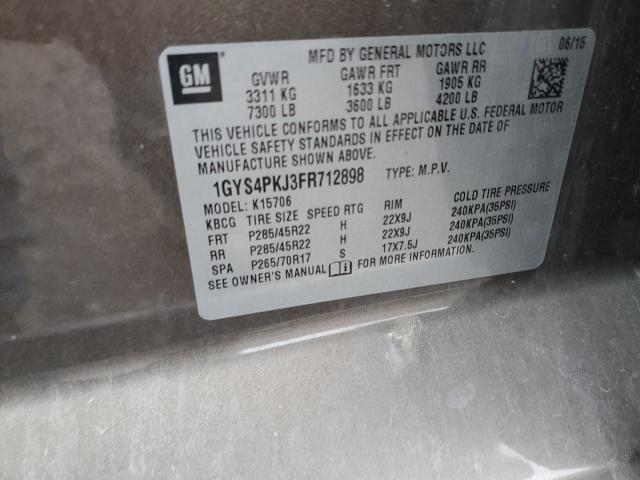 GM
MFD BY GENERAL MOTORS LLC 06/15
GVWR GAWR FRT GAWR RR
3311 KG 1633 KG 1905 KG
7300 LB 3600 LB 4200 LB
THIS VEHICLE CONFORMS TO ALL APPLICABLE U.S. FEDERAL MOTOR
VEHICLE SAFETY STANDARDS IN EFFECT ON THE DATE OF
MANUFACTURE SHOWN ABOVE.
1GYS4PKJ3FR712898 TYPE: M.P.V.
MODEL: K15706
KBCG TIRE SIZE SPEED RTG RIM COLD TIRE PRESSURE
FRT P285/45R22 H 22X9J 240KPA(35PSI)
RR P285/45R22 H 22X9J 240KPA(35PSI)
SPA P265/70R17 S 17X7.5J 240KPA(35PSI)
SEE OWNER'S MANUAL FOR MORE INFORMATION.